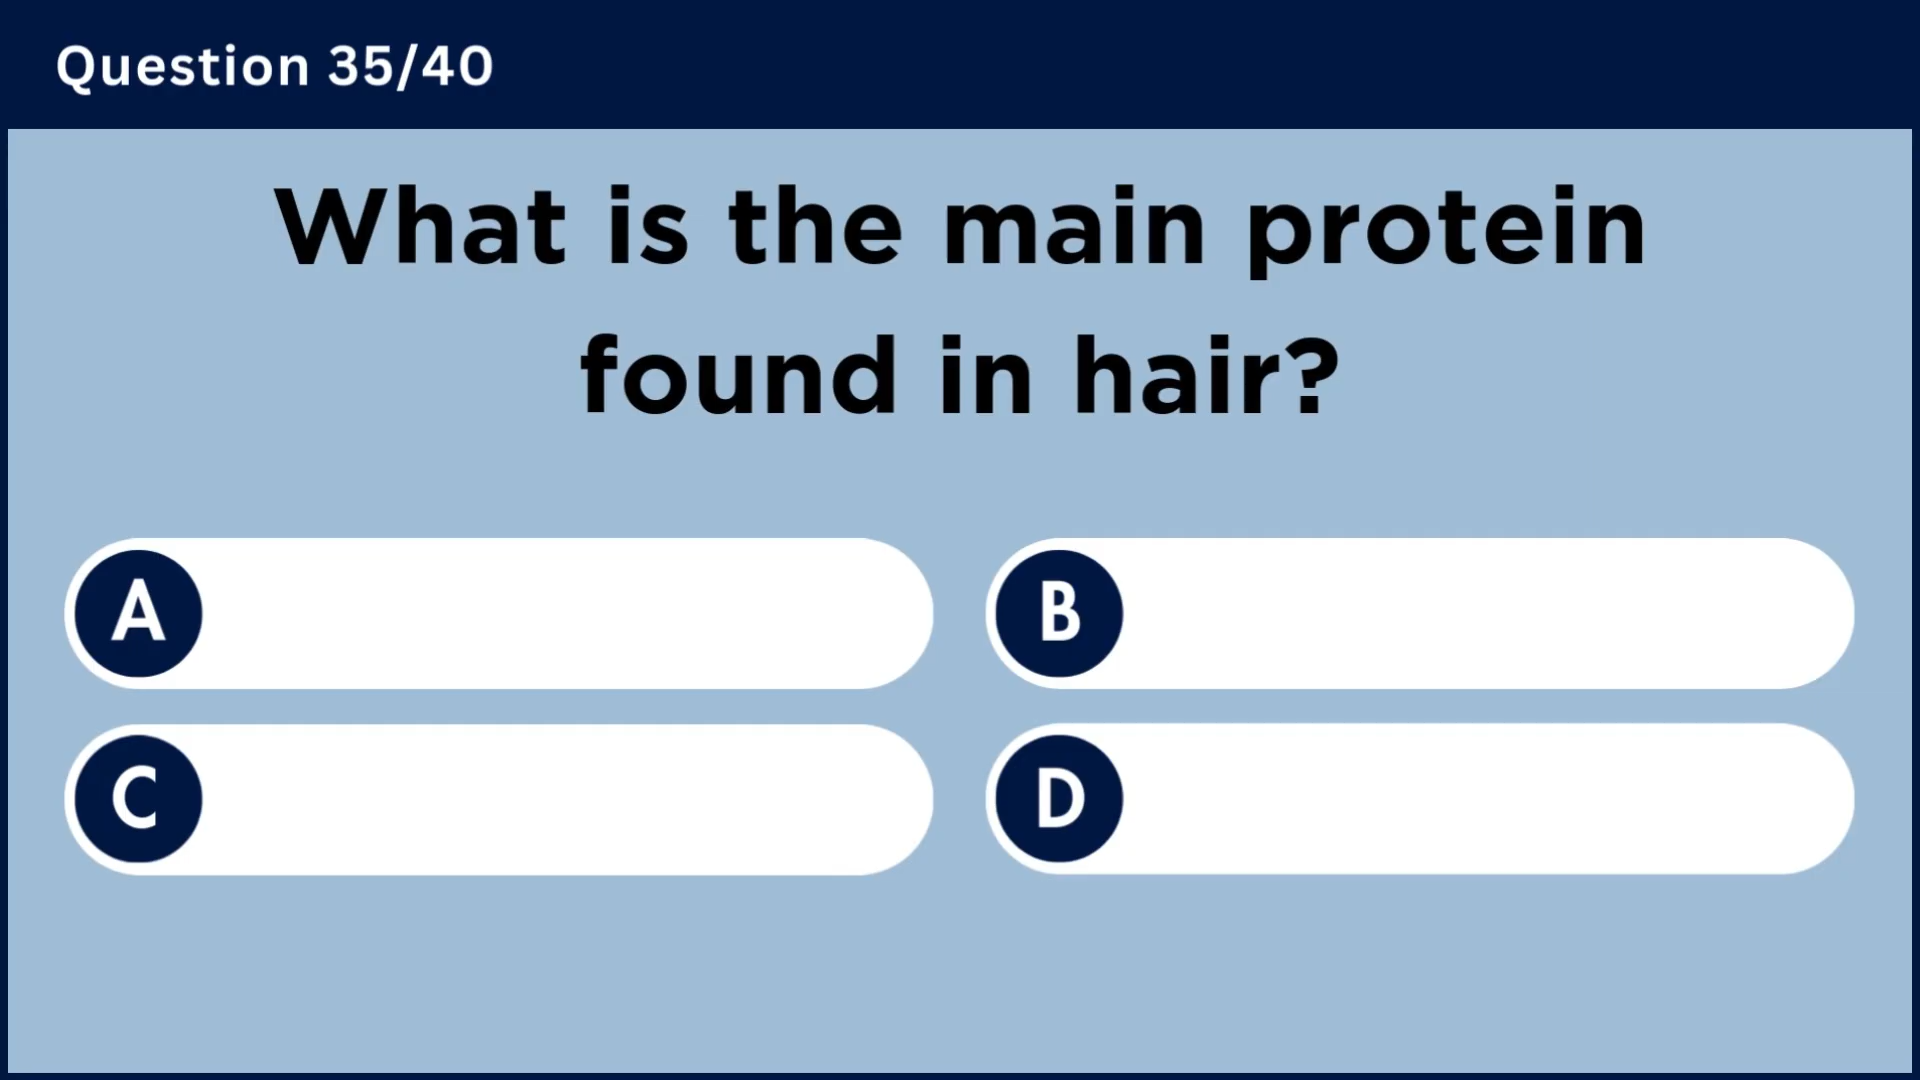 Question 35/40
What is the main protein
found in hair?
A
B
C
D